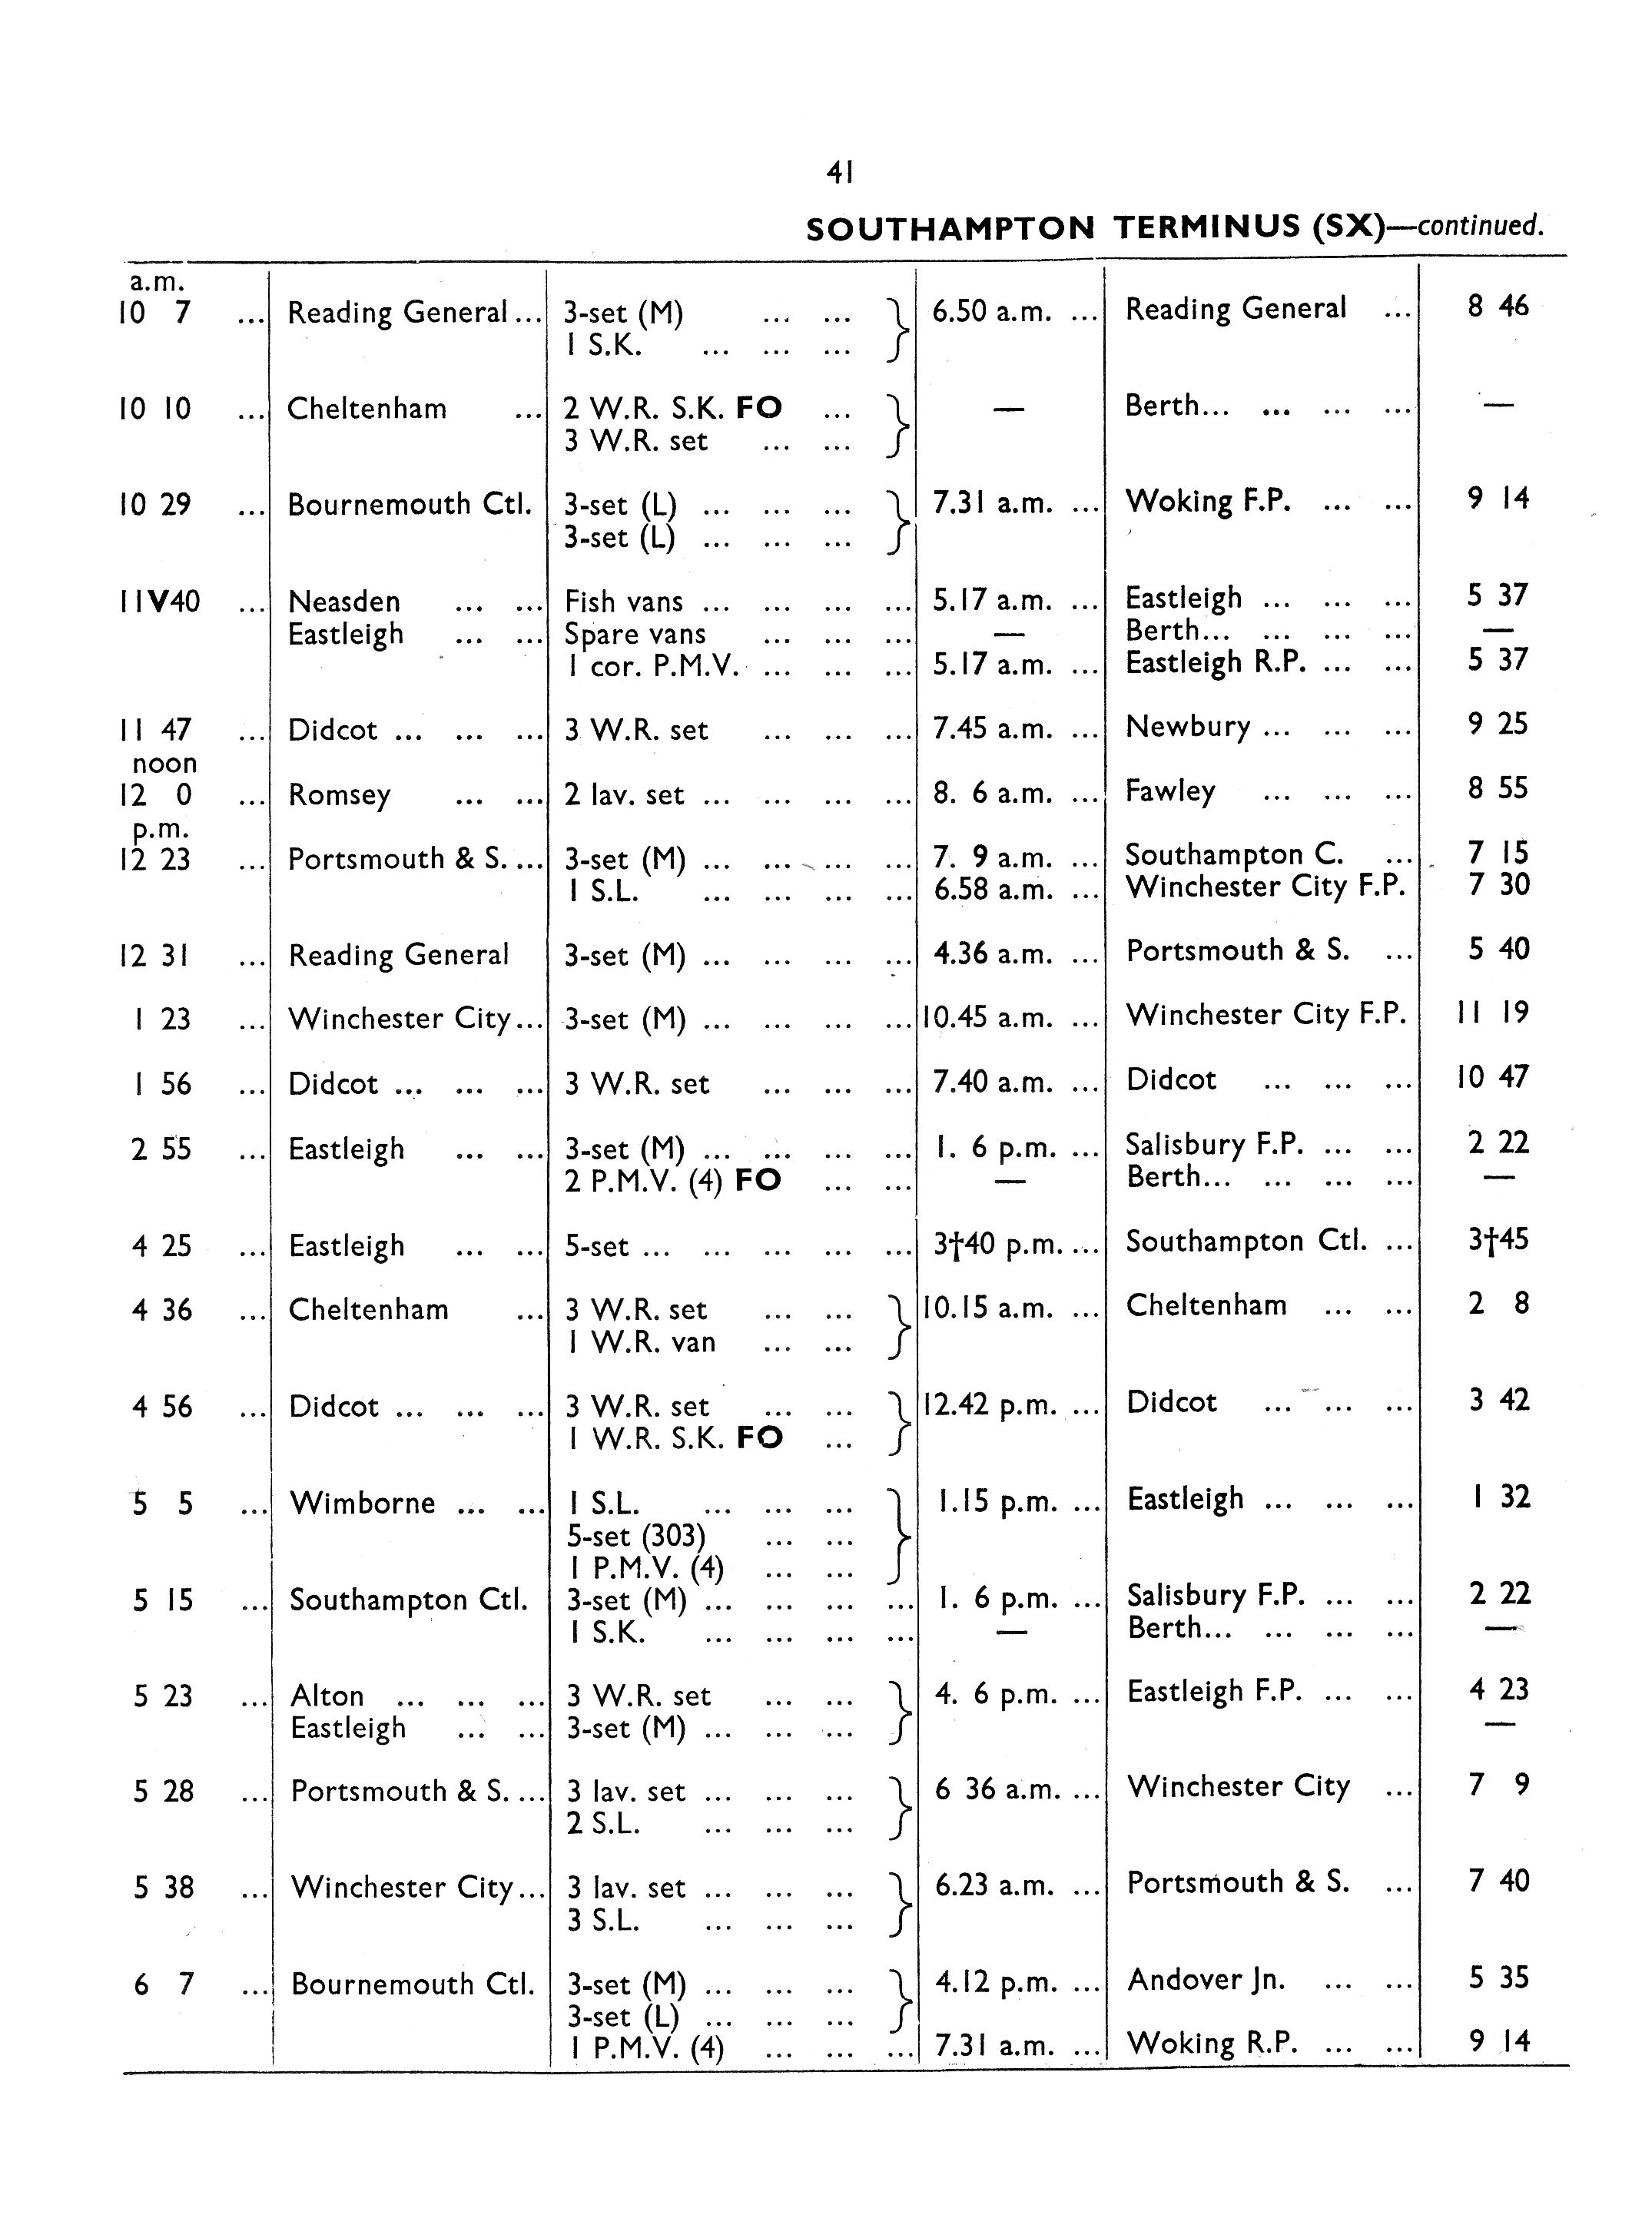 41
SOUTHAMPTON TERMINUS (SX)—continued.
a.m.
10 7 ... Reading General ... 3-set (M) ... ... } 6.50 a.m. ... Reading General ... 8 46
1 S.K. ... ... ...
10 10 ... Cheltenham ... 2 W.R. S.K. FO ... } — Berth... ... ... ... —
3 W.R. set ... ...
10 29 ... Bournemouth Ctl. 3-set (L) ... ... ... } 7.31 a.m. ... Woking F.P. ... ... 9 14
3-set (L) ... ... ...
11V40 ... Neasden ... ... Fish vans ... ... ... ... 5.17 a.m. ... Eastleigh ... ... ... 5 37
Eastleigh ... ... Spare vans ... ... ... — Berth... ... ... ... —
1 cor. P.M.V. ... ... ... 5.17 a.m. ... Eastleigh R.P. ... ... 5 37
11 47 ... Didcot ... ... ... 3 W.R. set ... ... ... 7.45 a.m. ... Newbury ... ... ... 9 25
noon
12 0 ... Romsey ... ... 2 lav. set ... ... ... ... 8. 6 a.m. ... Fawley ... ... ... 8 55
p.m.
12 23 ... Portsmouth & S. ... 3-set (M) ... ... ... ... 7. 9 a.m. ... Southampton C. ... 7 15
1 S.L. ... ... ... ... 6.58 a.m. ... Winchester City F.P. 7 30
12 31 ... Reading General 3-set (M) ... ... ... ... 4.36 a.m. ... Portsmouth & S. ... 5 40
1 23 ... Winchester City ... 3-set (M) ... ... ... ... 10.45 a.m. ... Winchester City F.P. 11 19
1 56 ... Didcot ... ... ... 3 W.R. set ... ... ... 7.40 a.m. ... Didcot ... ... ... 10 47
2 55 ... Eastleigh ... ... 3-set (M) ... ... ... ... 1. 6 p.m. ... Salisbury F.P. ... ... 2 22
2 P.M.V. (4) FO ... ... — Berth... ... ... ... —
4 25 ... Eastleigh ... ... 5-set ... ... ... ... ... 3†40 p.m. ... Southampton Ctl. ... 3†45
4 36 ... Cheltenham ... 3 W.R. set ... ... } 10.15 a.m. ... Cheltenham ... ... 2 8
1 W.R. van ... ...
4 56 ... Didcot ... ... ... 3 W.R. set ... ... } 12.42 p.m. ... Didcot ... ... ... 3 42
1 W.R. S.K. FO ...
5 5 ... Wimborne ... ... 1 S.L. ... ... ... } 1.15 p.m. ... Eastleigh ... ... ... 1 32
5-set (303) ... ...
1 P.M.V. (4) ... ...
5 15 ... Southampton Ctl. 3-set (M) ... ... ... ... 1. 6 p.m. ... Salisbury F.P. ... ... 2 22
1 S.K. ... ... ... ... — Berth... ... ... ... —
5 23 ... Alton ... ... ... 3 W.R. set ... ... } 4. 6 p.m. ... Eastleigh F.P. ... ... 4 23
Eastleigh ... ... 3-set (M) ... ... ... —
5 28 ... Portsmouth & S. ... 3 lav. set ... ... ... } 6 36 a.m. ... Winchester City ... 7 9
2 S.L. ... ... ...
5 38 ... Winchester City ... 3 lav. set ... ... ... } 6.23 a.m. ... Portsmouth & S. ... 7 40
3 S.L. ... ... ...
6 7 ... Bournemouth Ctl. 3-set (M) ... ... ... } 4.12 p.m. ... Andover Jn. ... ... 5 35
3-set (L) ... ... ...
1 P.M.V. (4) ... ... ... 7.31 a.m. ... Woking R.P. ... ... 9 14